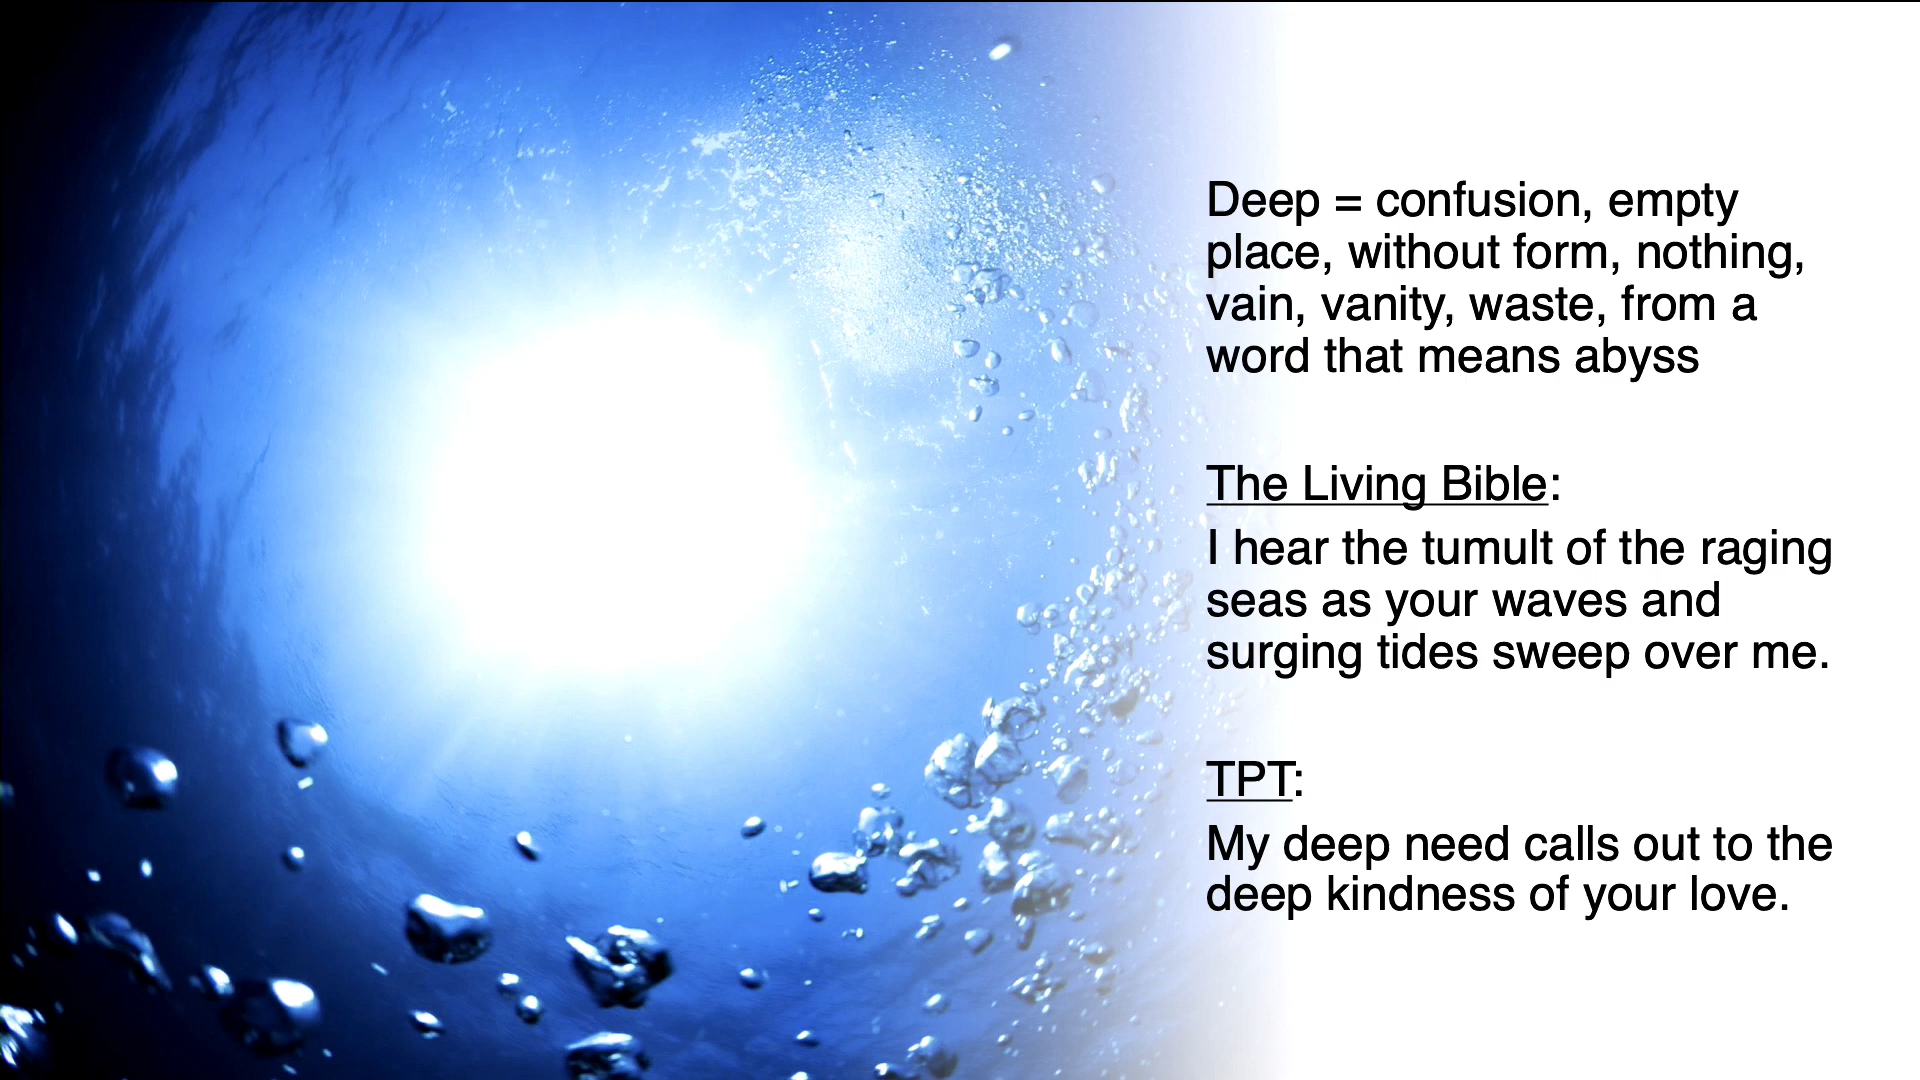 Deep = confusion, empty
place, without form, nothing,
vain, vanity, waste, from a
word that means abyss
The Living Bible:
I hear the tumult of the raging
seas as your waves and
surging tides sweep over me.
TPT:
My deep need calls out to the
deep kindness of your love.